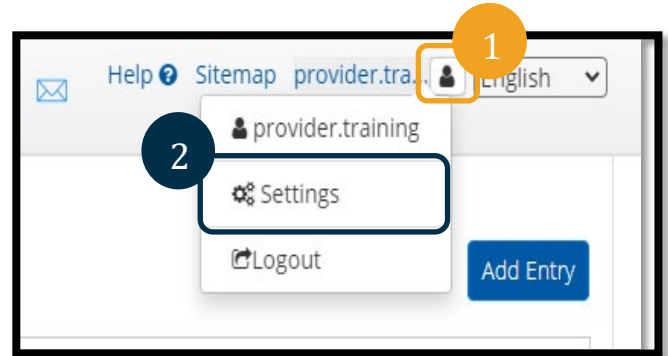 1
Help Sitemap provider.tra... English
provider.training
2
Settings
Logout
Add Entry